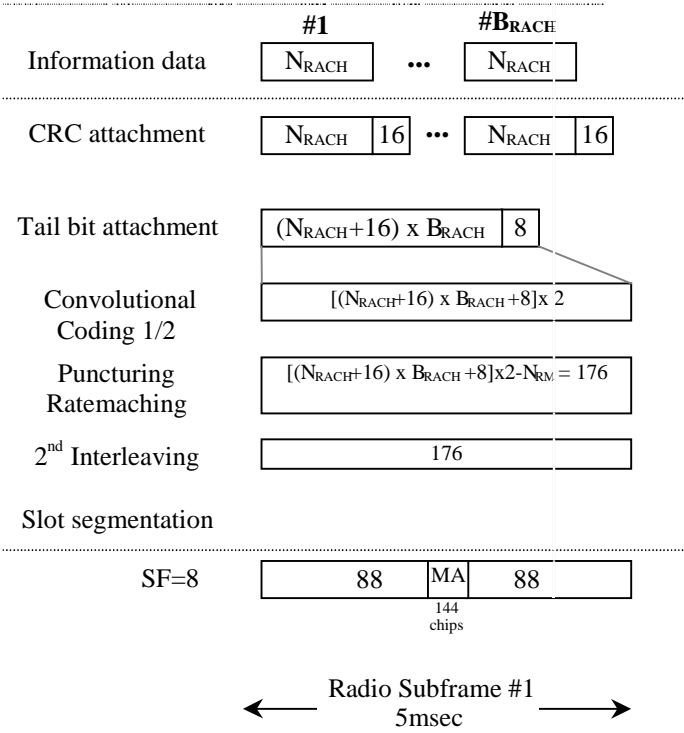 #1 #BRACH
Information data NRACH ... NRACH
CRC attachment NRACH 16 ... NRACH 16
Tail bit attachment (NRACH+16) x BRACH 8
Convolutional
Coding 1/2
[(NRACH+16) x BRACH +8]x 2
Puncturing
Ratemaching
[(NRACH+16) x BRACH +8]x2-NRM = 176
2nd Interleaving 176
Slot segmentation
SF=8 88 MA 88
144
chips
Radio Subframe #1
5msec